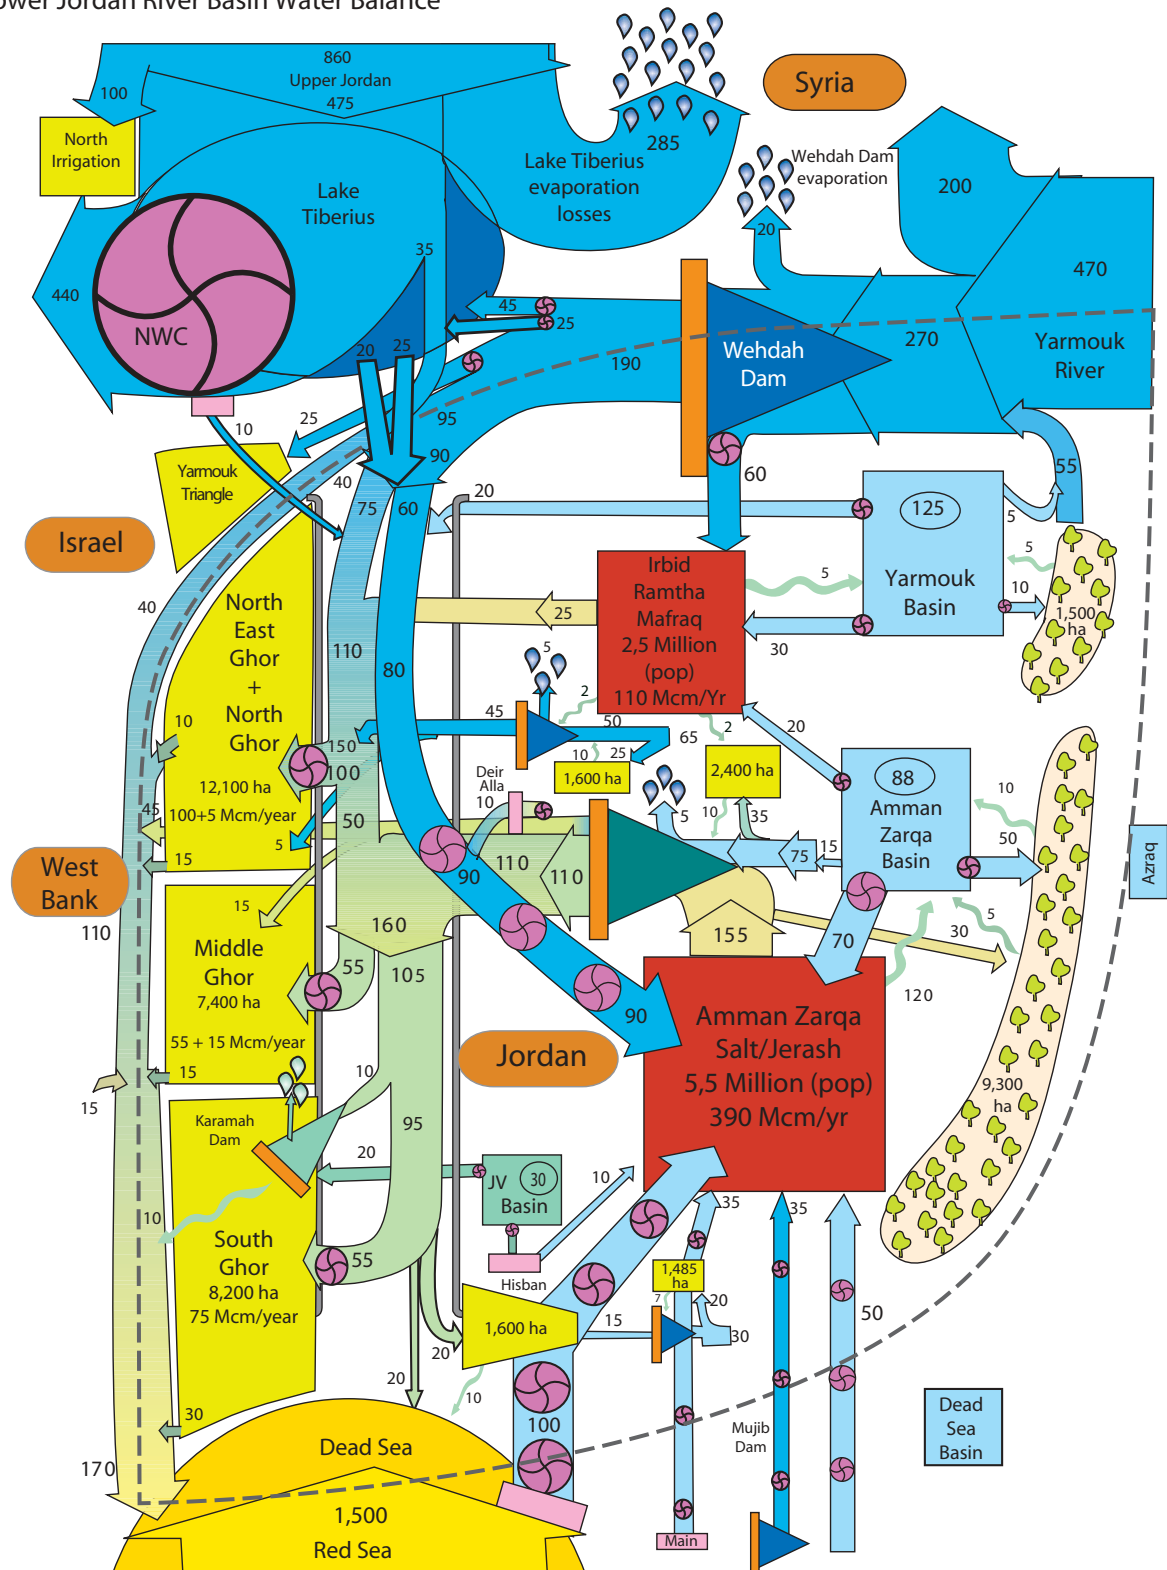 ower Jordan River Basin Water Balance
860
Upper Jordan
475
100
North
Irrigation
Lake
Tiberius
Lake Tiberius
evaporation
losses
285
Syria
Wehdah Dam
evaporation
20
200
470
Yarmouk
River
270
440
NWC
35
45
25
190
Wehdah
Dam
20
25
10
25
95
90
Yarmouk
Triangle
40
75
60
20
60
125
55
5
Israel
Yarmouk
Basin
5
10
1,500
ha
Irbid
Ramtha
Mafraq
2,5 Million
(pop)
110 Mcm/Yr
5
30
25
40
North
East
Ghor
+
North
Ghor
12,100 ha
100+5 Mcm/year
110
80
5
2
45
50
65
2
20
10
25
1,600 ha
2,400 ha
88
Amman
Zarqa
Basin
10
50
10
150
100
Deir
Alla
10
5
10
35
15
75
Azraq
45
50
5
15
90
110
110
West
Bank
110
15
160
155
70
30
5
120
Middle
Ghor
7,400 ha
55 + 15 Mcm/year
55
105
90
Amman Zarqa
Salt/Jerash
5,5 Million (pop)
390 Mcm/yr
Jordan
15
15
10
9,300
ha
Karamah
Dam
95
20
JV
30
Basin
10
10
Hisban
35
35
South
Ghor
8,200 ha
75 Mcm/year
55
1,485
ha
7
20
30
15
1,600 ha
50
20
20
10
30
100
Mujib
Dam
Dead
Sea
Basin
Dead Sea
170
1,500
Red Sea
Main